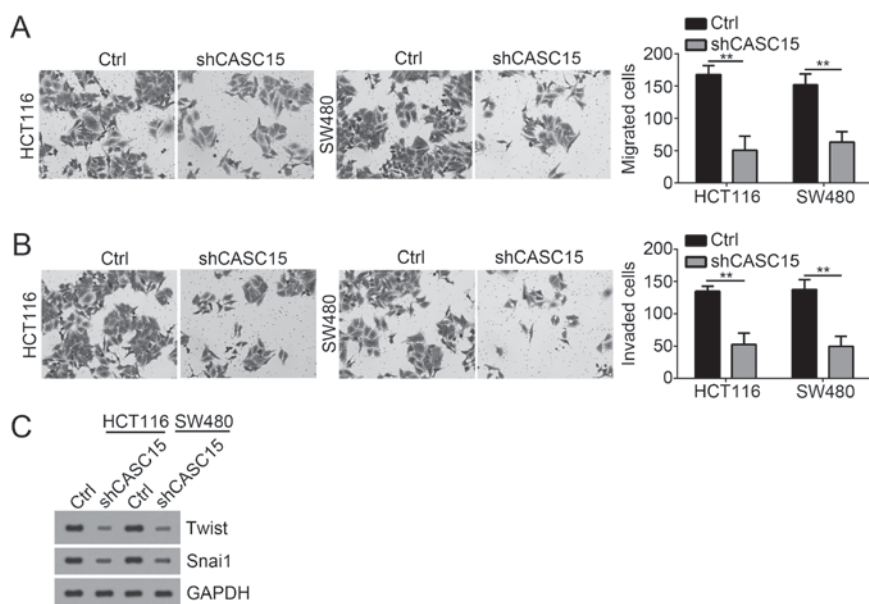 A
Ctrl shCASC15
HCT116
Ctrl shCASC15
SW480
Ctrl
shCASC15
Migrated cells
200
150
100
50
0
** **
HCT116 SW480
B
Ctrl shCASC15
HCT116
Ctrl shCASC15
SW480
Ctrl
shCASC15
Invaded cells
200
150
100
50
0
** **
HCT116 SW480
C
HCT116 SW480
Ctrl shCASC15 Ctrl shCASC15
Twist
Snai1
GAPDH